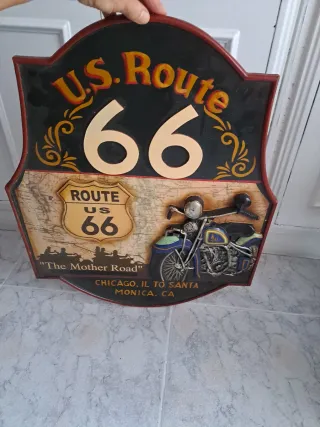 U.S. Route
66
ROUTE
US
66
"The Mother Road"
CHICAGO, IL TO SANTA
MONICA, CA